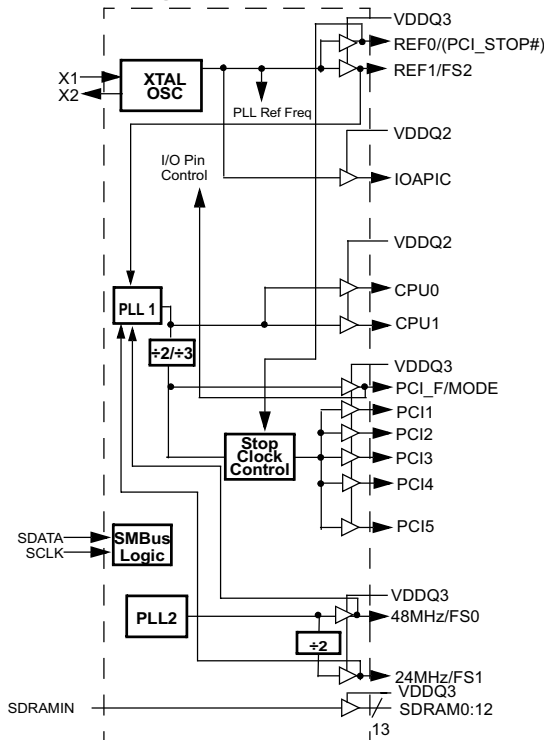 VDDQ3
REF0/(PCI_STOP#)
X1
X2
XTAL
OSC
REF1/FS2
PLL Ref Freq
VDDQ2
I/O Pin
Control
IOAPIC
VDDQ2
CPU0
PLL 1
CPU1
÷2/÷3
VDDQ3
PCI_F/MODE
PCI1
Stop
Clock
Control
PCI2
PCI3
PCI4
PCI5
SDATA
SCLK
SMBus
Logic
VDDQ3
PLL2
48MHz/FS0
÷2
24MHz/FS1
VDDQ3
SDRAMIN
SDRAM0:12
13